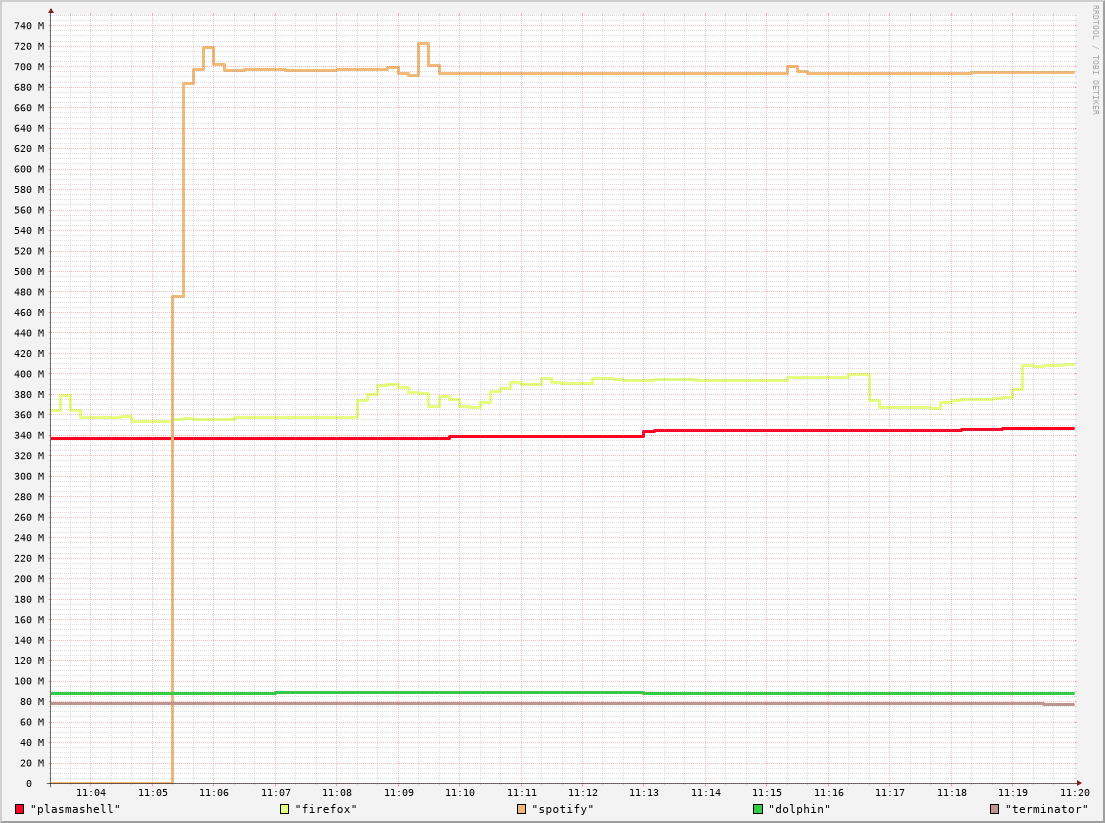 RRDTOOL / TOBI OETIKER
740 M
720 M
700 M
680 M
660 M
640 M
620 M
600 M
580 M
560 M
540 M
520 M
500 M
480 M
460 M
440 M
420 M
400 M
380 M
360 M
340 M
320 M
300 M
280 M
260 M
240 M
220 M
200 M
180 M
160 M
140 M
120 M
100 M
80 M
60 M
40 M
20 M
0
11:04 11:05 11:06 11:07 11:08 11:09 11:10 11:11 11:12 11:13 11:14 11:15 11:16 11:17 11:18 11:19 11:20
"plasmashell" "firefox" "spotify" "dolphin" "terminator"